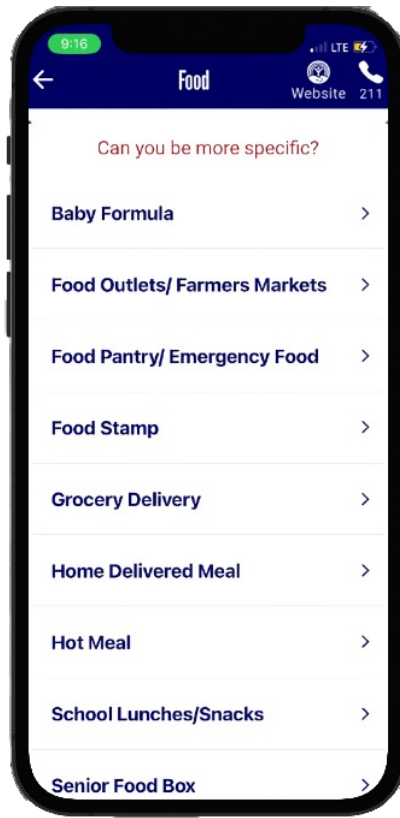 9:16
LTE
Food
Website
211
Can you be more specific?
Baby Formula
Food Outlets/ Farmers Markets
Food Pantry/ Emergency Food
Food Stamp
Grocery Delivery
Home Delivered Meal
Hot Meal
School Lunches/Snacks
Senior Food Box